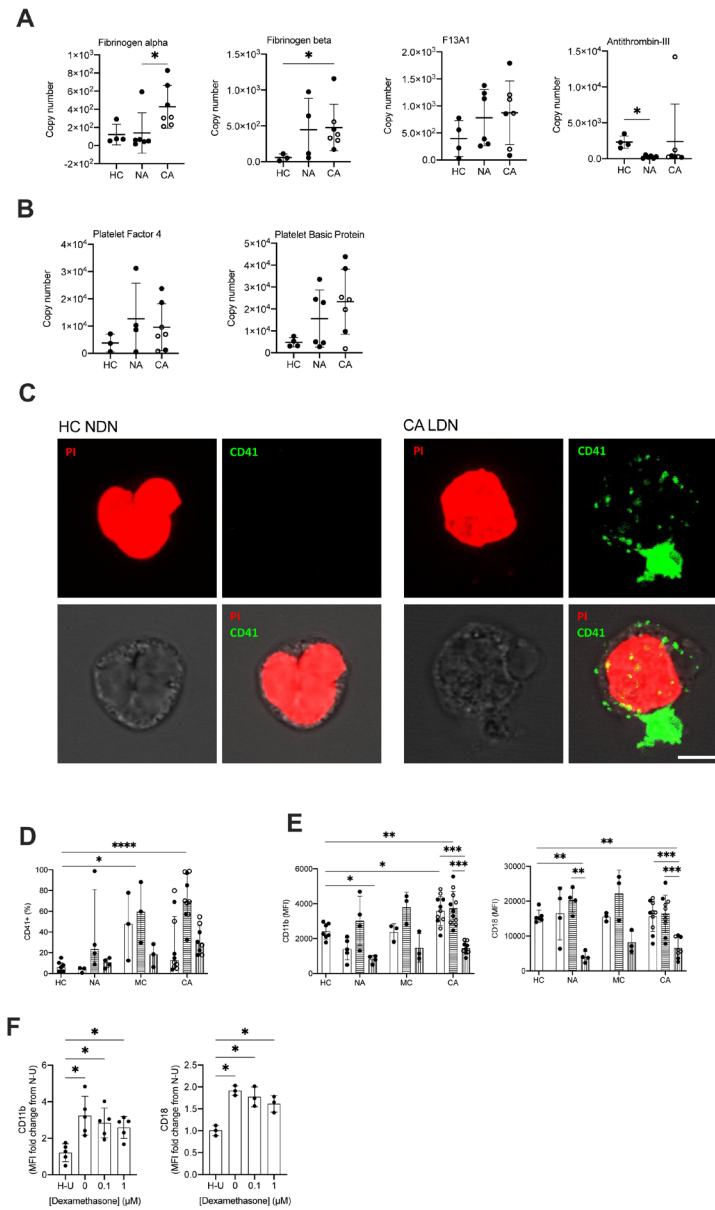 A
Fibrinogen alpha
Fibrinogen beta
F13A1
Antithrombin-III
Copy number
1×10³
8×10²
6×10²
4×10²
2×10²
0
-2×10²
*
HC NA CA
Copy number
1.5×10³
1.0×10³
5.0×10²
0.0
*
HC NA CA
Copy number
2.0×10³
1.5×10³
1.0×10³
5.0×10²
0.0
HC NA CA
Copy number
2.0×10⁴
1.5×10⁴
1.0×10⁴
5.0×10³
0.0
*
HC NA CA
B
Platelet Factor 4
Platelet Basic Protein
Copy number
4×10⁴
3×10⁴
2×10⁴
1×10⁴
0
HC NA CA
Copy number
5×10⁴
4×10⁴
3×10⁴
2×10⁴
1×10⁴
0
HC NA CA
C
HC NDN
CA LDN
PI
CD41
PI
CD41
PI
CD41
PI
CD41
D
****
*
CD41+ (%)
100
80
60
40
20
0
HC NA MC CA
E
**
***
*
***
*
CD11b (MFI)
6000
4000
2000
0
HC NA MC CA
**
**
***
**
***
CD18 (MFI)
30000
20000
10000
0
HC NA MC CA
F
*
*
*
CD11b
(MFI fold change from N-U)
6
4
2
0
H-U 0 0.1 1
[Dexamethasone] (µM)
*
*
*
CD18
(MFI fold change from N-U)
2.5
2.0
1.5
1.0
0.5
0.0
H-U 0 0.1 1
[Dexamethasone] (µM)